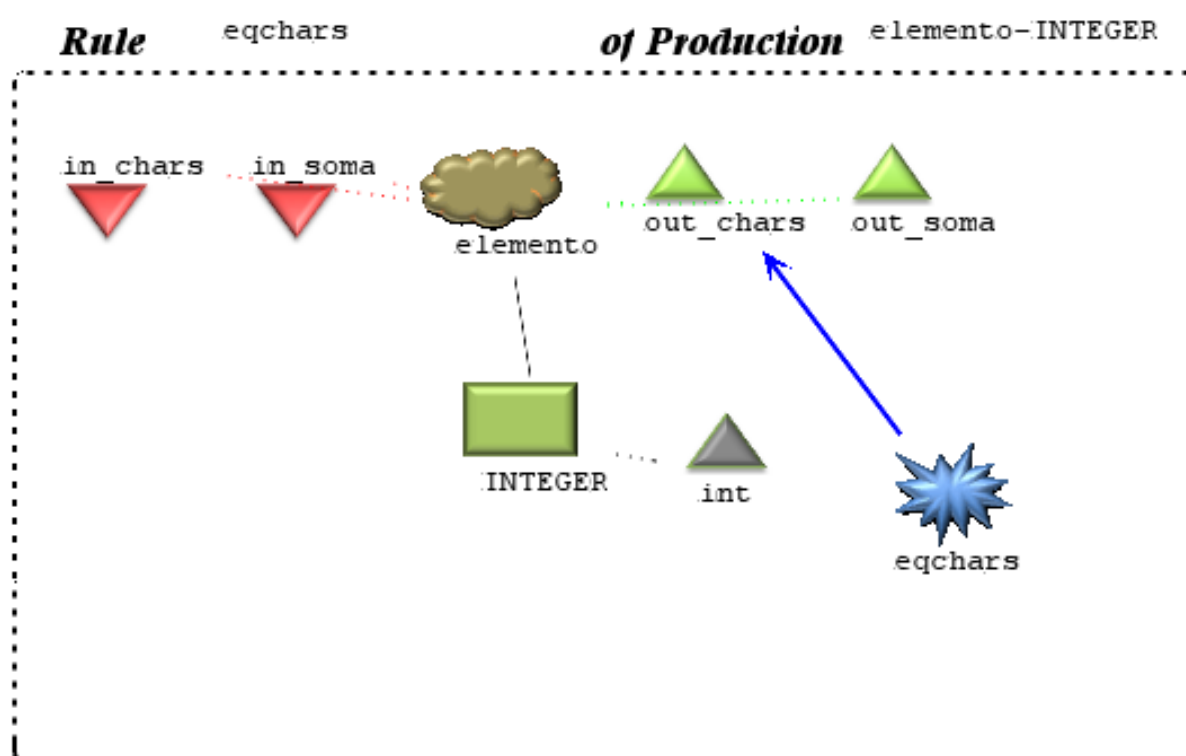 Rule eqchars of Production elemento-INTEGER
in_chars in_soma
out_chars out_soma
elemento
INTEGER
int
eqchars